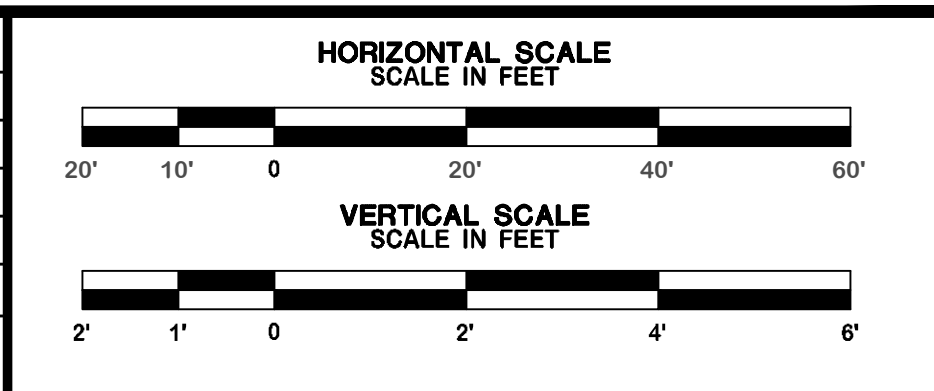 HORIZONTAL SCALE
SCALE IN FEET
20' 10' 0 20' 40' 60'
VERTICAL SCALE
SCALE IN FEET
2' 1' 0 2' 4' 6'